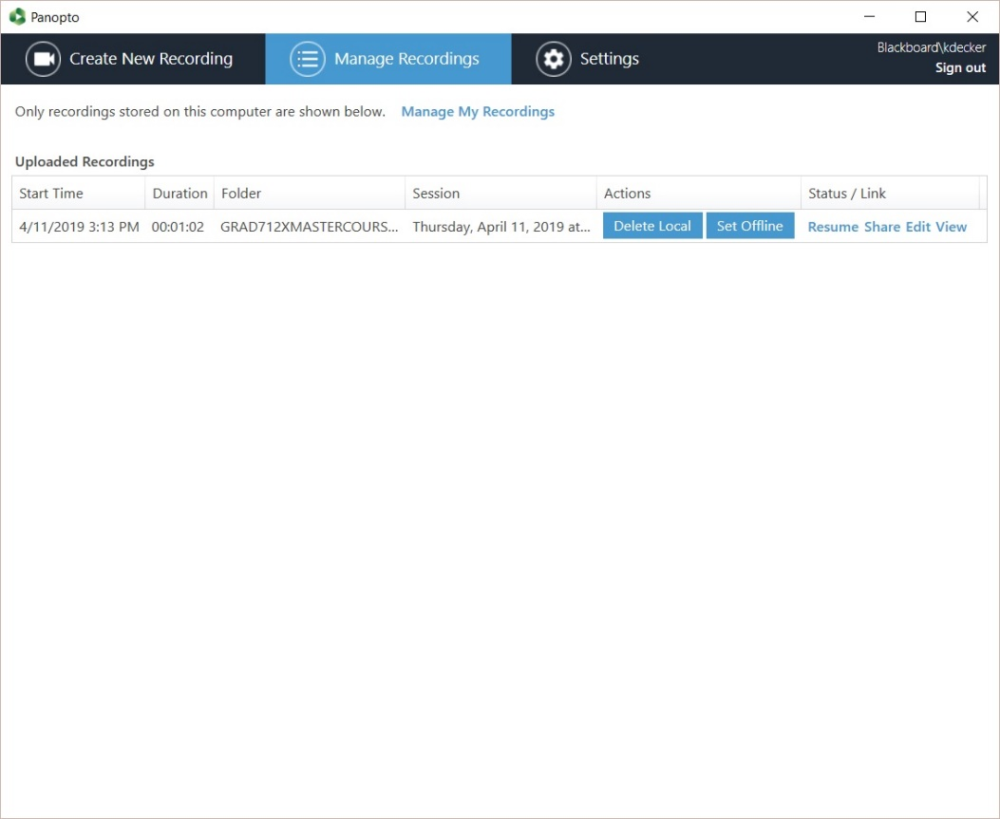 Panopto
Create New Recording Manage Recordings Settings Blackboard\kdecker
Sign out
Only recordings stored on this computer are shown below. Manage My Recordings
Uploaded Recordings
Start Time Duration Folder Session Actions Status / Link
4/11/2019 3:13 PM 00:01:02 GRAD712XMASTERCOURS... Thursday, April 11, 2019 at... Delete Local Set Offline Resume Share Edit View